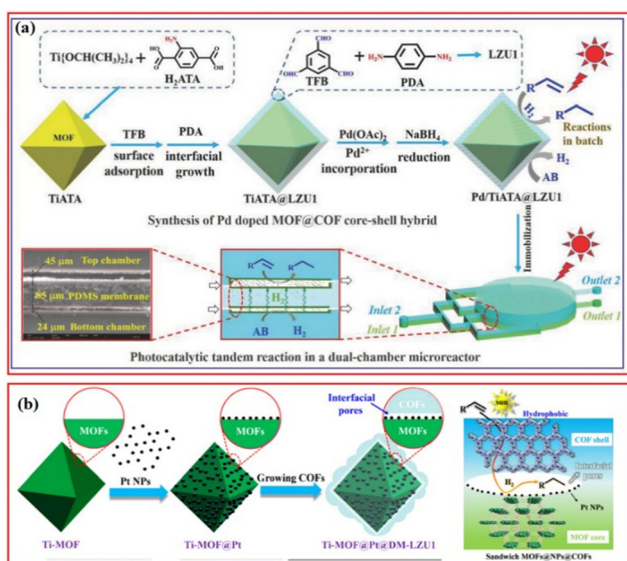 (a)
Ti{OCH(CH3)2}4 +
NH2
HO
O
O
OH
H2ATA
CHO
CHO
CHO
TFB
+
H2N
NH2
PDA
LZU1
MOF
TiATA
TFB
surface
adsorption
PDA
interfacial
growth
TiATA@LZU1
Pd(OAc)2
Pd2+
incorporation
NaBH4
reduction
Pd/TiATA@LZU1
R
H2
R
Reactions
in batch
H2
AB
Synthesis of Pd doped MOF@COF core-shell hybrid
Immobilization
45 μm Top chamber
85 μm PDMS membrane
24 μm Bottom chamber
R
R
H2
AB
H2
Inlet 2
Inlet 1
Outlet 2
Outlet 1
Photocatalytic tandem reaction in a dual-chamber microreactor
(b)
MOFs
Pt NPs
Ti-MOF
MOFs
Growing COFs
Ti-MOF@Pt
Interfacial
pores
COFs
MOFs
Ti-MOF@Pt@DM-LZU1
R
Hydrophobic
COF shell
Interfacial
pores
H2
R
Pt NPs
MOF core
Sandwich MOFs@NPs@COFs